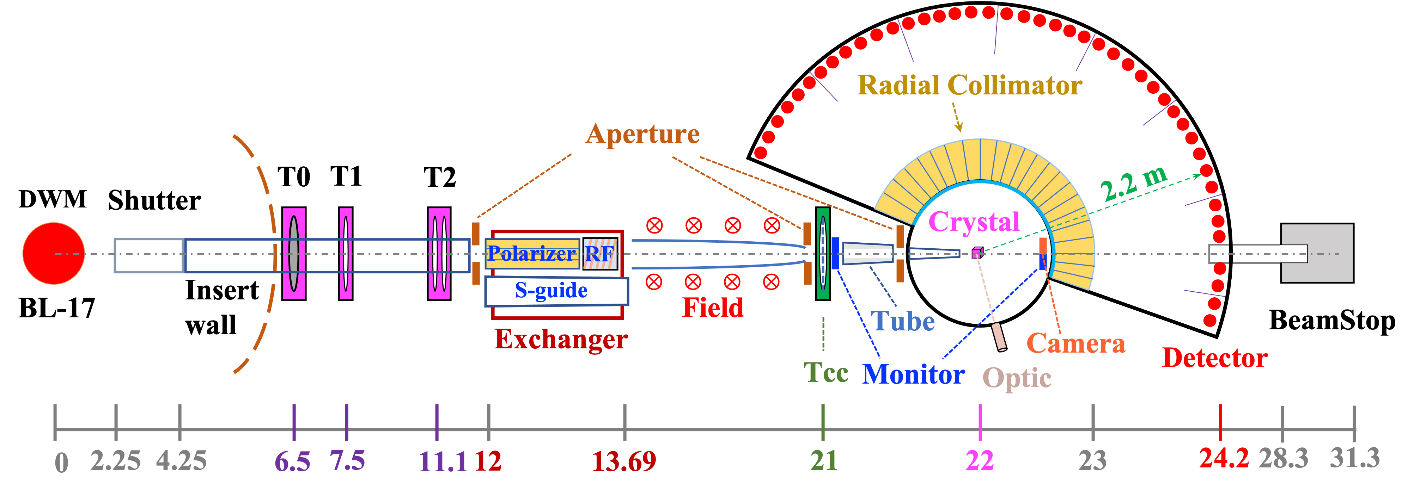 DWM
BL-17
Shutter
Insert
wall
T0
T1
T2
Aperture
Polarizer
RF
S-guide
Exchanger
Field
Tcc
Monitor
Tube
Radial Collimator
Crystal
2.2 m
Optic
Camera
Detector
BeamStop
0
2.25
4.25
6.5
7.5
11.1
12
13.69
21
22
23
24.2
28.3
31.3